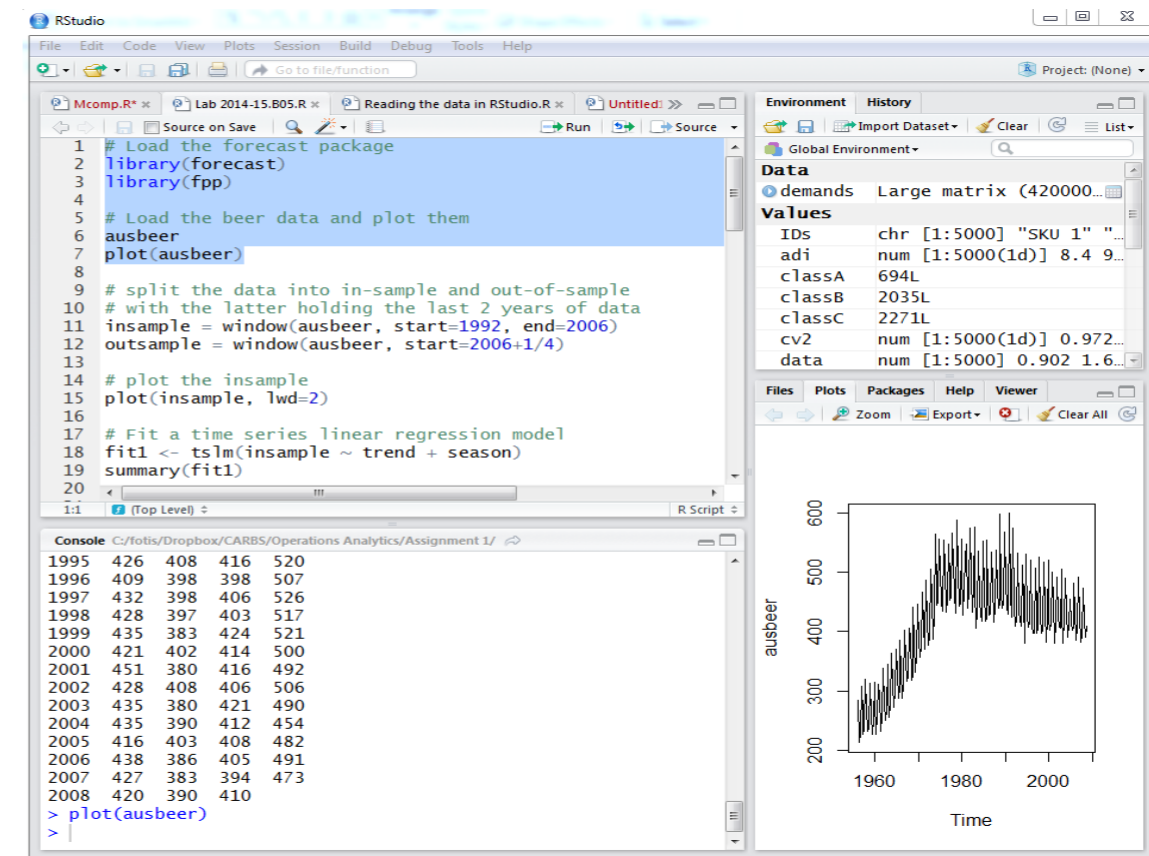 RStudio
File Edit Code View Plots Session Build Debug Tools Help
Go to file/function
Project: (None)
Mcomp.R* × Lab 2014-15.B05.R × Reading the data in RStudio.R × Untitled
Source on Save Run Source
1 # Load the forecast package
2 library(forecast)
3 library(fpp)
4
5 # Load the beer data and plot them
6 ausbeer
7 plot(ausbeer)
8
9 # split the data into in-sample and out-of-sample
10 # with the latter holding the last 2 years of data
11 insample = window(ausbeer, start=1992, end=2006)
12 outsample = window(ausbeer, start=2006+1/4)
13
14 # plot the insample
15 plot(insample, lwd=2)
16
17 # Fit a time series linear regression model
18 fit1 <- tslm(insample ~ trend + season)
19 summary(fit1)
20
1:1 (Top Level) R Script
Console C:/fotis/Dropbox/CARBS/Operations Analytics/Assignment 1/
1995 426 408 416 520
1996 409 398 398 507
1997 432 398 406 526
1998 428 397 403 517
1999 435 383 424 521
2000 421 402 414 500
2001 451 380 416 492
2002 428 408 406 506
2003 435 380 421 490
2004 435 390 412 454
2005 416 403 408 482
2006 438 386 405 491
2007 427 383 394 473
2008 420 390 410
> plot(ausbeer)
>
Environment History
Import Dataset Clear List
Global Environment
Data
demands Large matrix (420000...
Values
IDs chr [1:5000] "SKU 1" "...
adi num [1:5000(1d)] 8.4 9...
classA 694L
classB 2035L
classC 2271L
cv2 num [1:5000(1d)] 0.972...
data num [1:5000] 0.902 1.6...
Files Plots Packages Help Viewer
Zoom Export Clear All
ausbeer
600
500
400
300
200
1960 1980 2000
Time